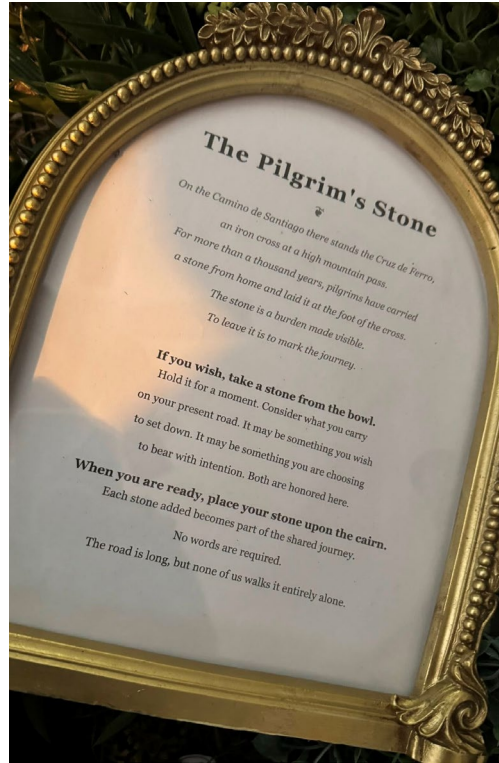 The Pilgrim's Stone
On the Camino de Santiago there stands the Cruz de Ferro,
an iron cross at a high mountain pass.
For more than a thousand years, pilgrims have carried
a stone from home and laid it at the foot of the cross.
The stone is a burden made visible.
To leave it is to mark the journey.
If you wish, take a stone from the bowl.
Hold it for a moment. Consider what you carry
on your present road. It may be something you wish
to set down. It may be something you are choosing
to bear with intention. Both are honored here.
When you are ready, place your stone upon the cairn.
Each stone added becomes part of the shared journey.
No words are required.
The road is long, but none of us walks it entirely alone.